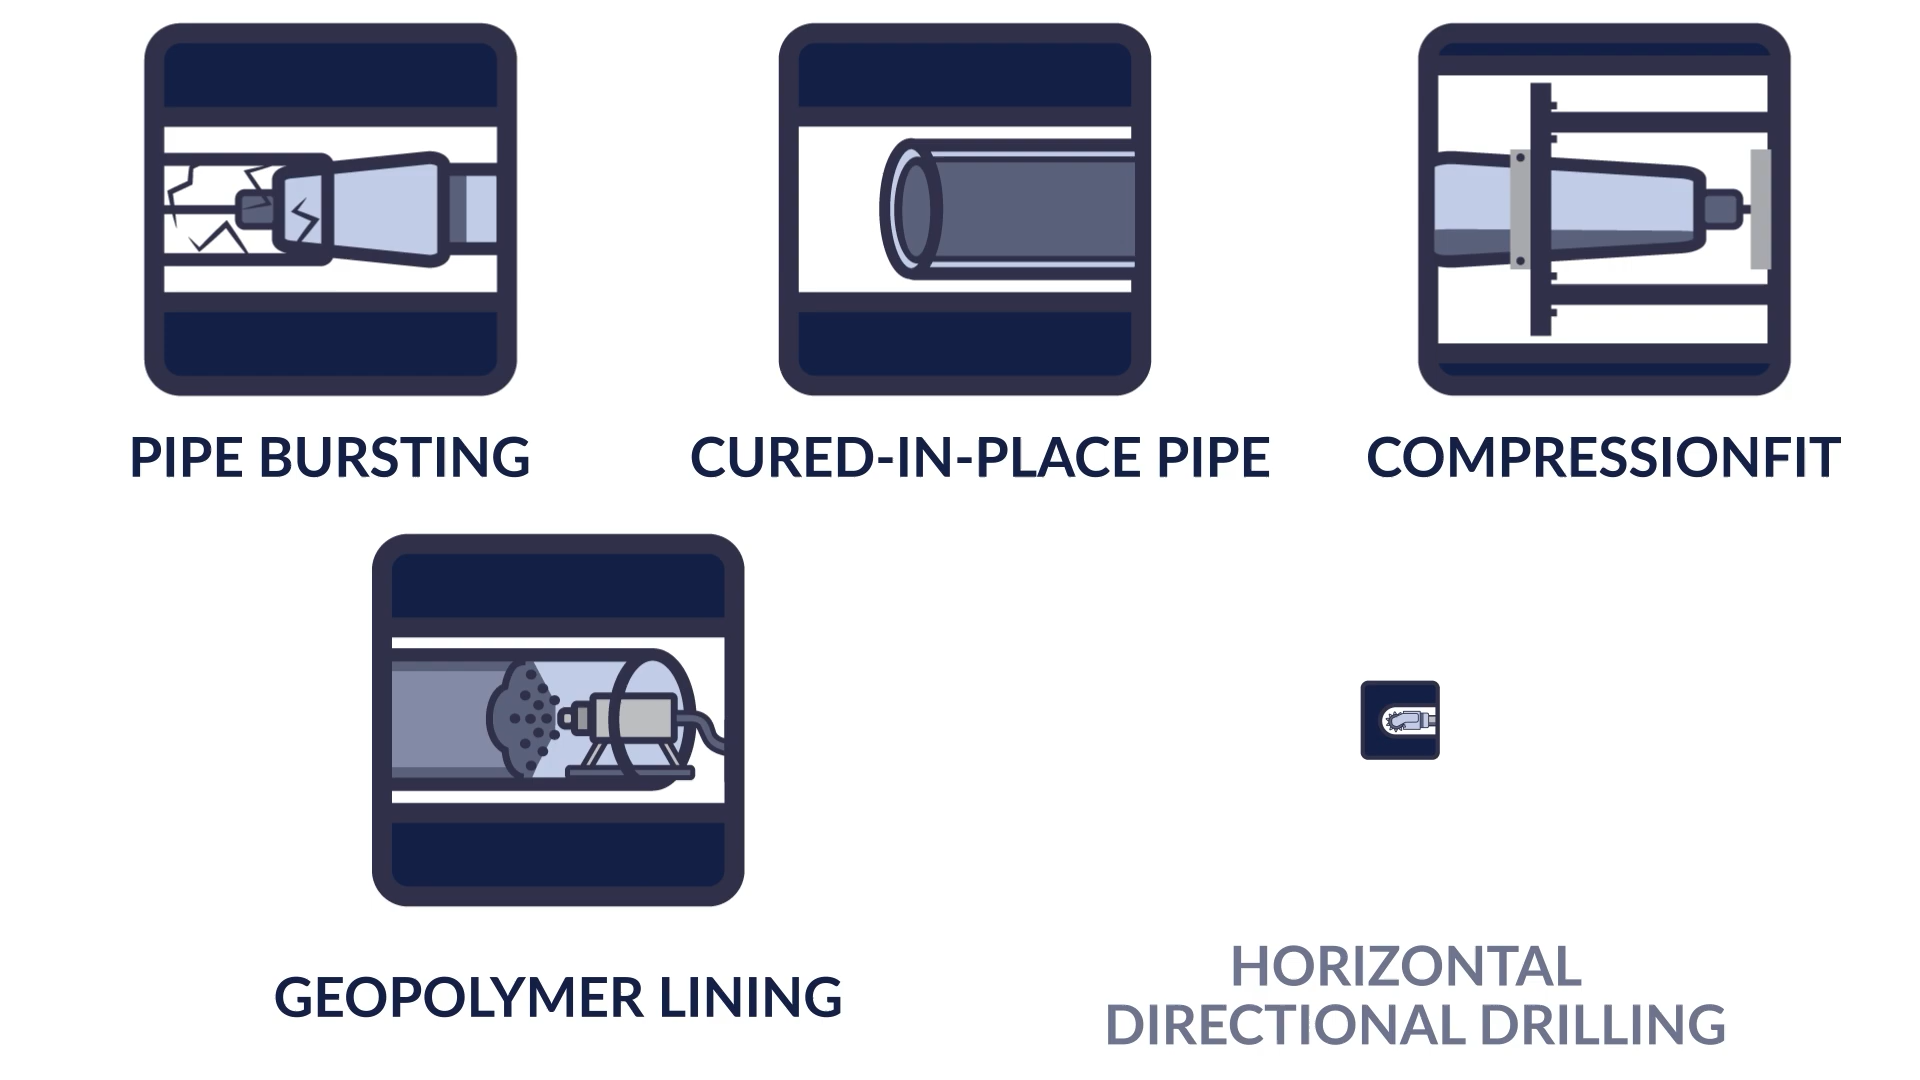 PIPE BURSTING
CURED-IN-PLACE PIPE
COMPRESSIONFIT
GEOPOLYMER LINING
HORIZONTAL
DIRECTIONAL DRILLING